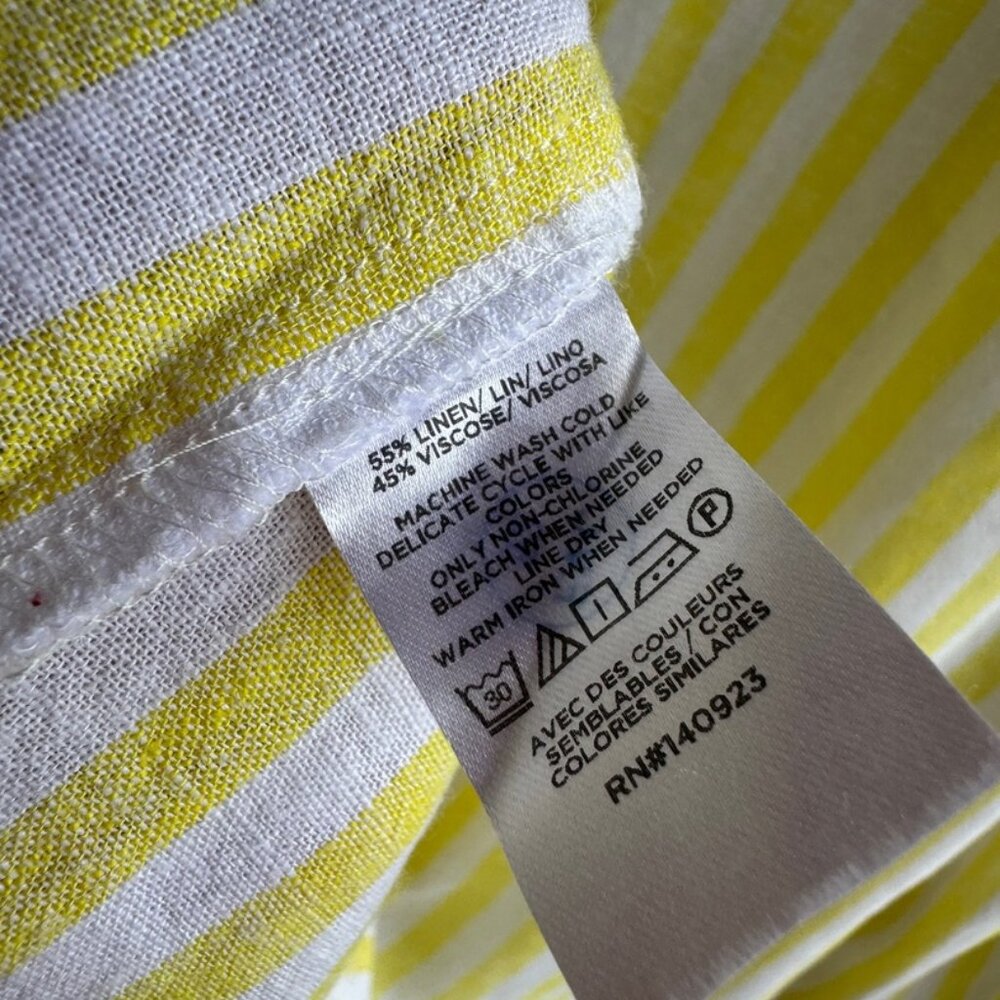 55% LINEN/ LIN/ LINO
45% VISCOSE/ VISCOSA
MACHINE WASH COLD
DELICATE CYCLE WITH LIKE
COLORS
ONLY NON-CHLORINE
BLEACH WHEN NEEDED
LINE DRY
WARM IRON WHEN NEEDED
30 P
AVEC DES COULEURS
SEMBLABLES / CON
COLORES SIMILARES
RN#140923